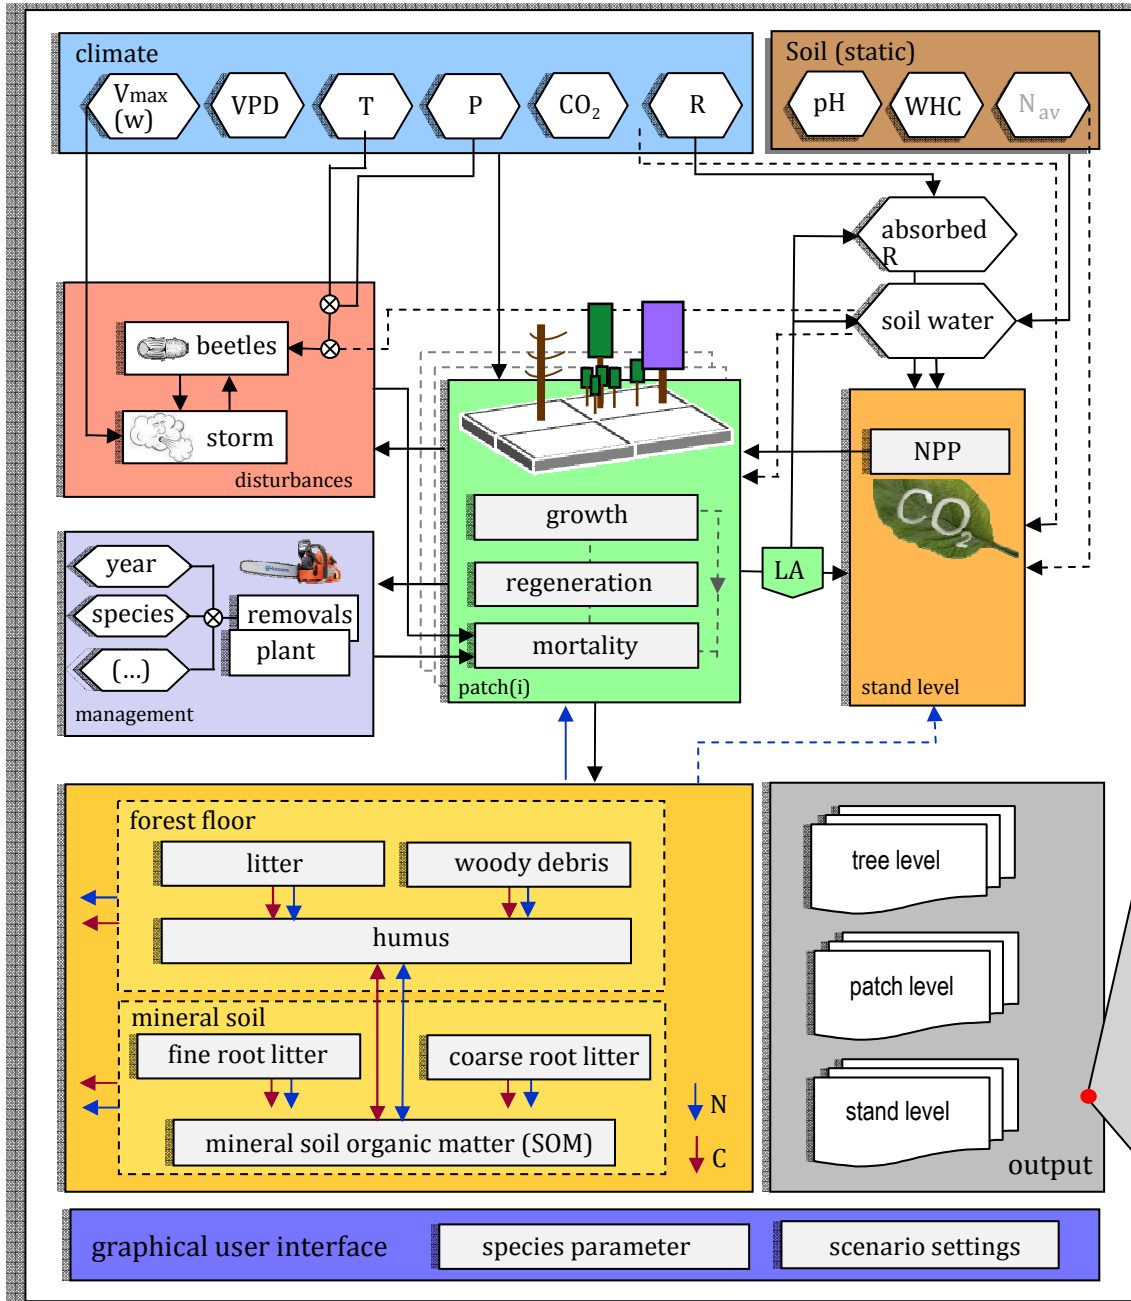 climate
Vmax
(w)
VPD
T
P
CO2
R
Soil (static)
pH
WHC
Nav
absorbed
R
soil water
beetles
storm
disturbances
NPP
CO2
stand level
growth
regeneration
mortality
patch(i)
LA
year
species
(...)
removals
plant
management
forest floor
litter
woody debris
humus
mineral soil
fine root litter
coarse root litter
mineral soil organic matter (SOM)
N
C
tree level
patch level
stand level
output
graphical user interface
species parameter
scenario settings